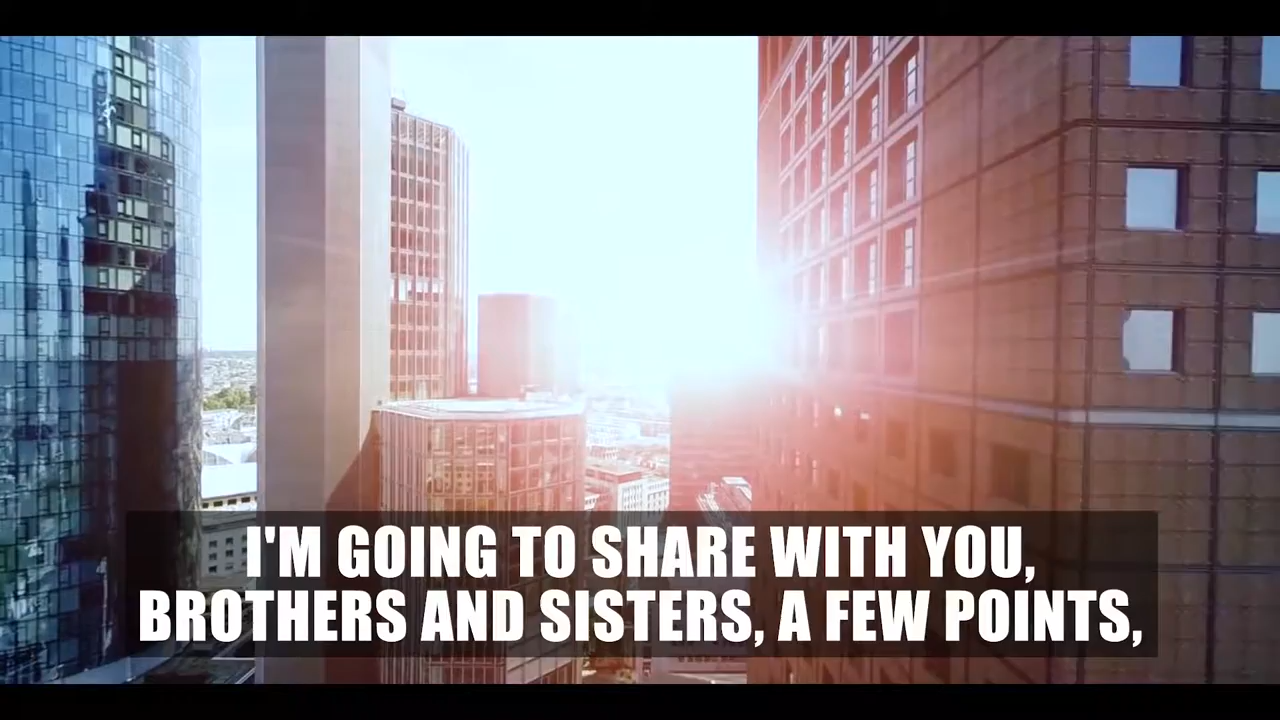 I'M GOING TO SHARE WITH YOU,
BROTHERS AND SISTERS, A FEW POINTS,